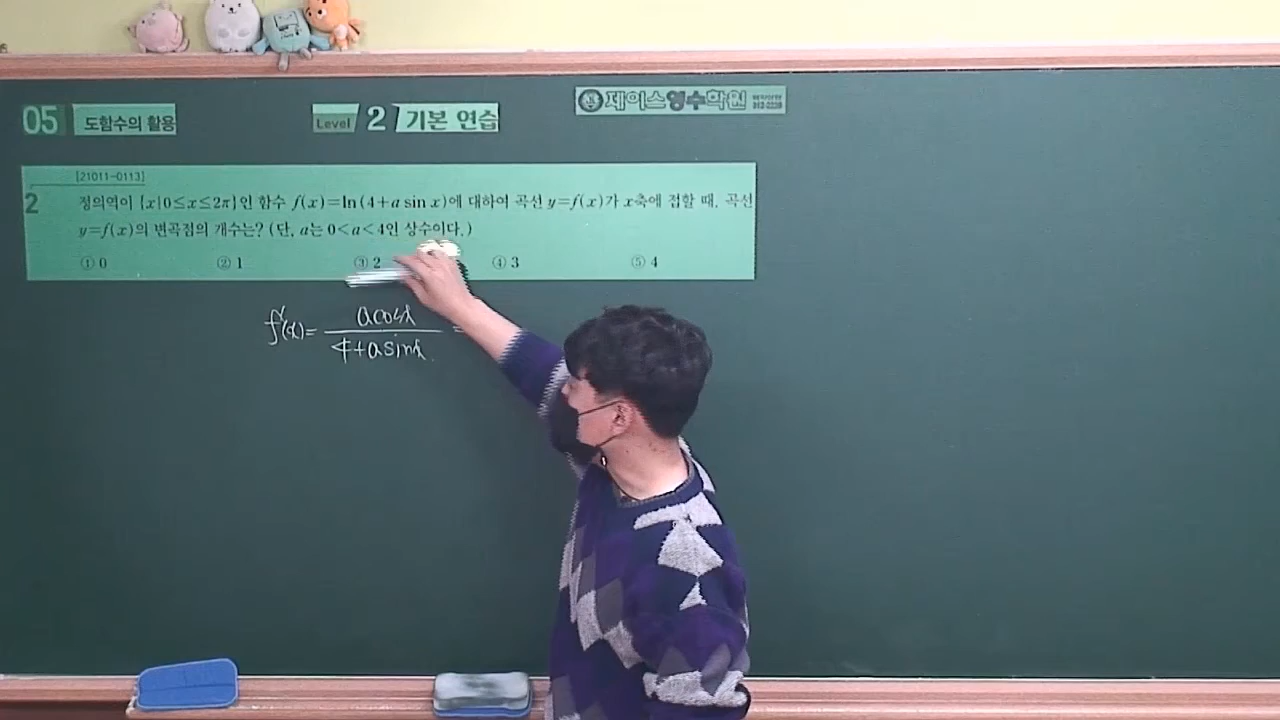 05 도함수의 활용
Level 2 기본 연습
제이스영수학원
[21011-0113]
2 정의역이 {x|0≤x≤2π}인 함수 f(x)=ln(4+a sin x)에 대하여 곡선 y=f(x)가 x축에 접할 때, 곡선
y=f(x)의 변곡점의 개수는? (단, a는 0<a<4인 상수이다.)
① 0 ② 1 ③ 2 ④ 3 ⑤ 4
f'(x)= acosx / 4+asinx =